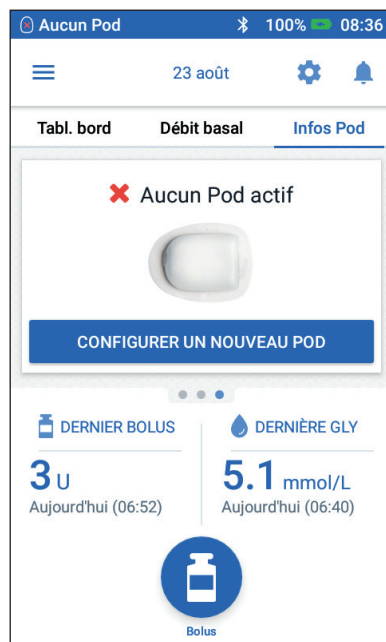 Aucun Pod 100% 08:36
23 août
Tabl. bord Débit basal Infos Pod
Aucun Pod actif
CONFIGURER UN NOUVEAU POD
DERNIER BOLUS DERNIÈRE GLY
3 U 5.1 mmol/L
Aujourd'hui (06:52) Aujourd'hui (06:40)
Bolus